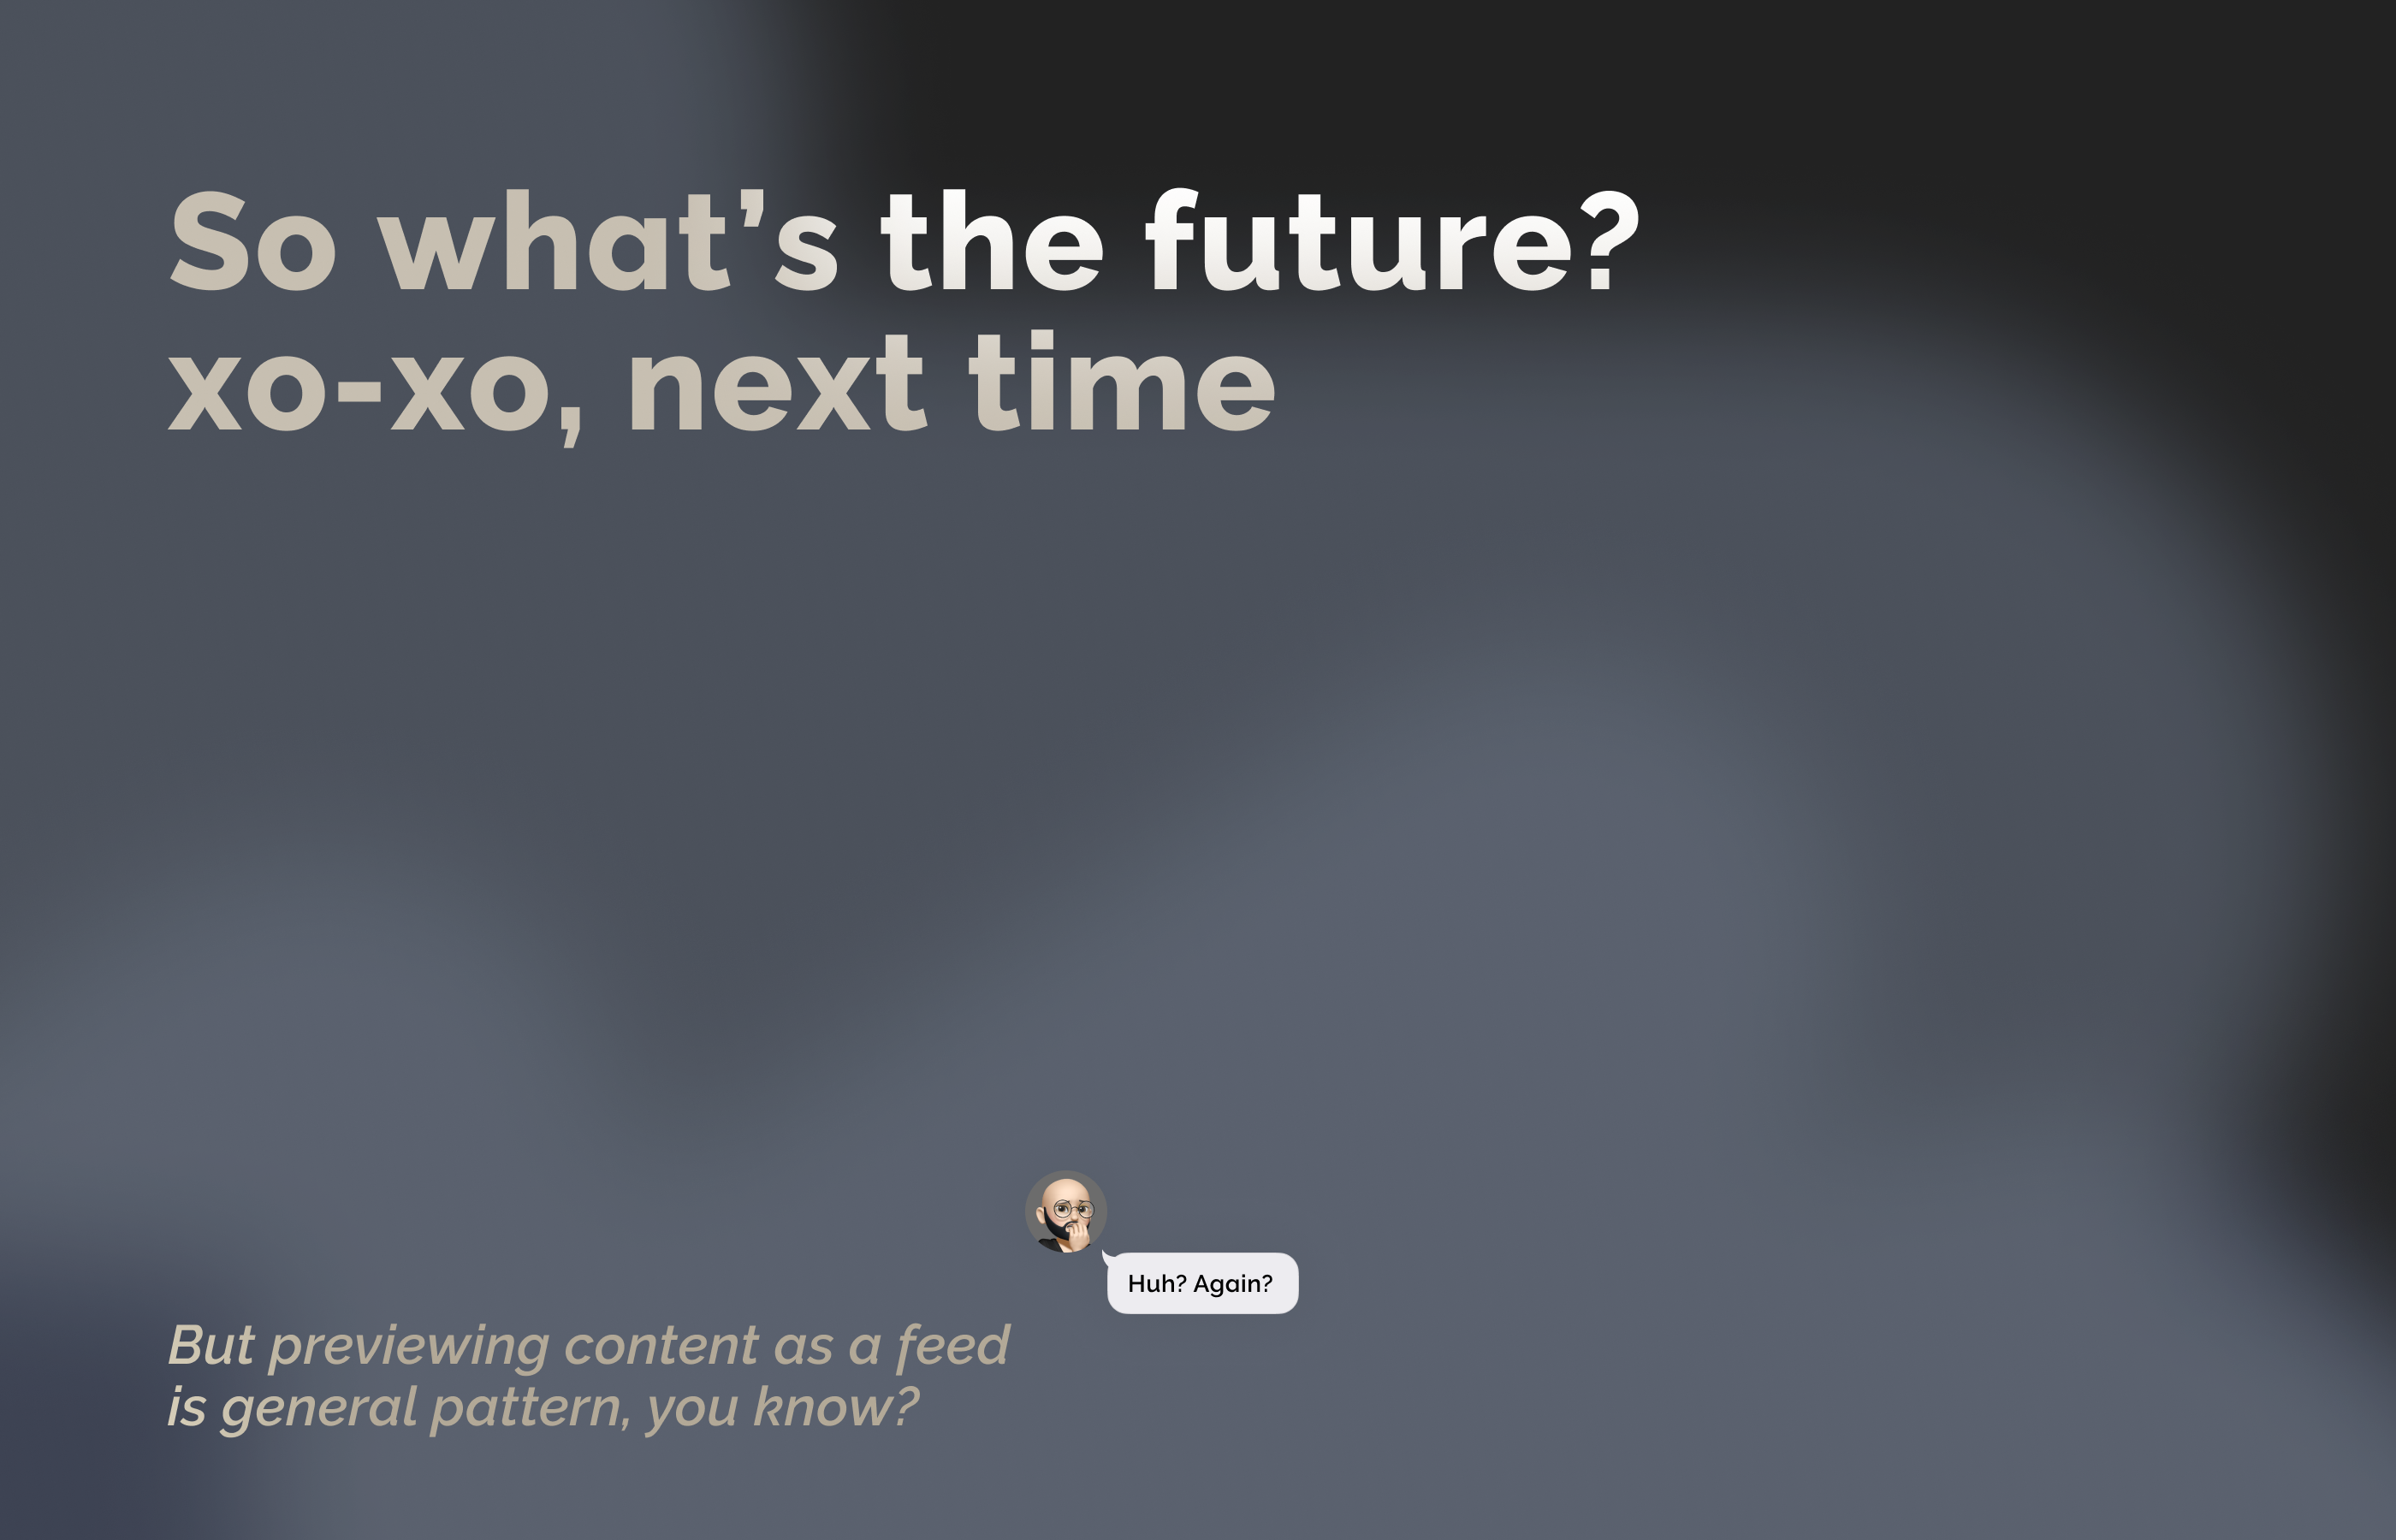 So what’s the future?
xo-xo, next time
Huh? Again?
But previewing content as a feed
is general pattern, you know?